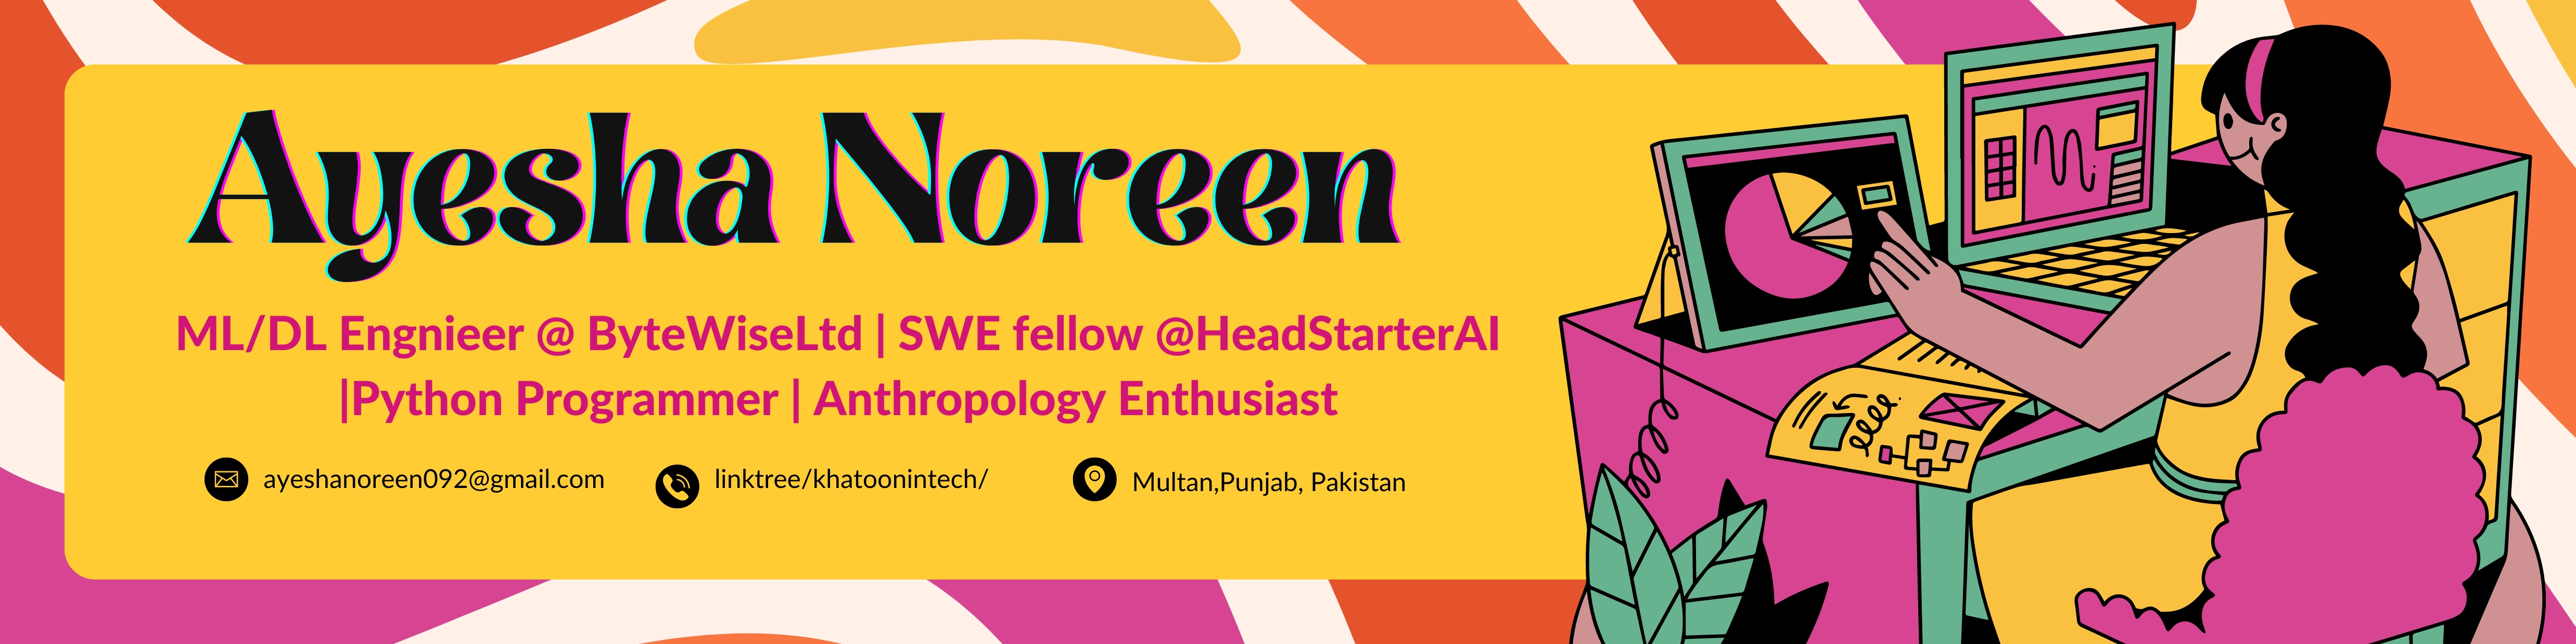 Ayesha Noreen
ML/DL Engnieer @ ByteWiseLtd | SWE fellow @HeadStarterAI
|Python Programmer | Anthropology Enthusiast
ayeshanoreen092@gmail.com
linktree/khatoonintech/
Multan,Punjab, Pakistan